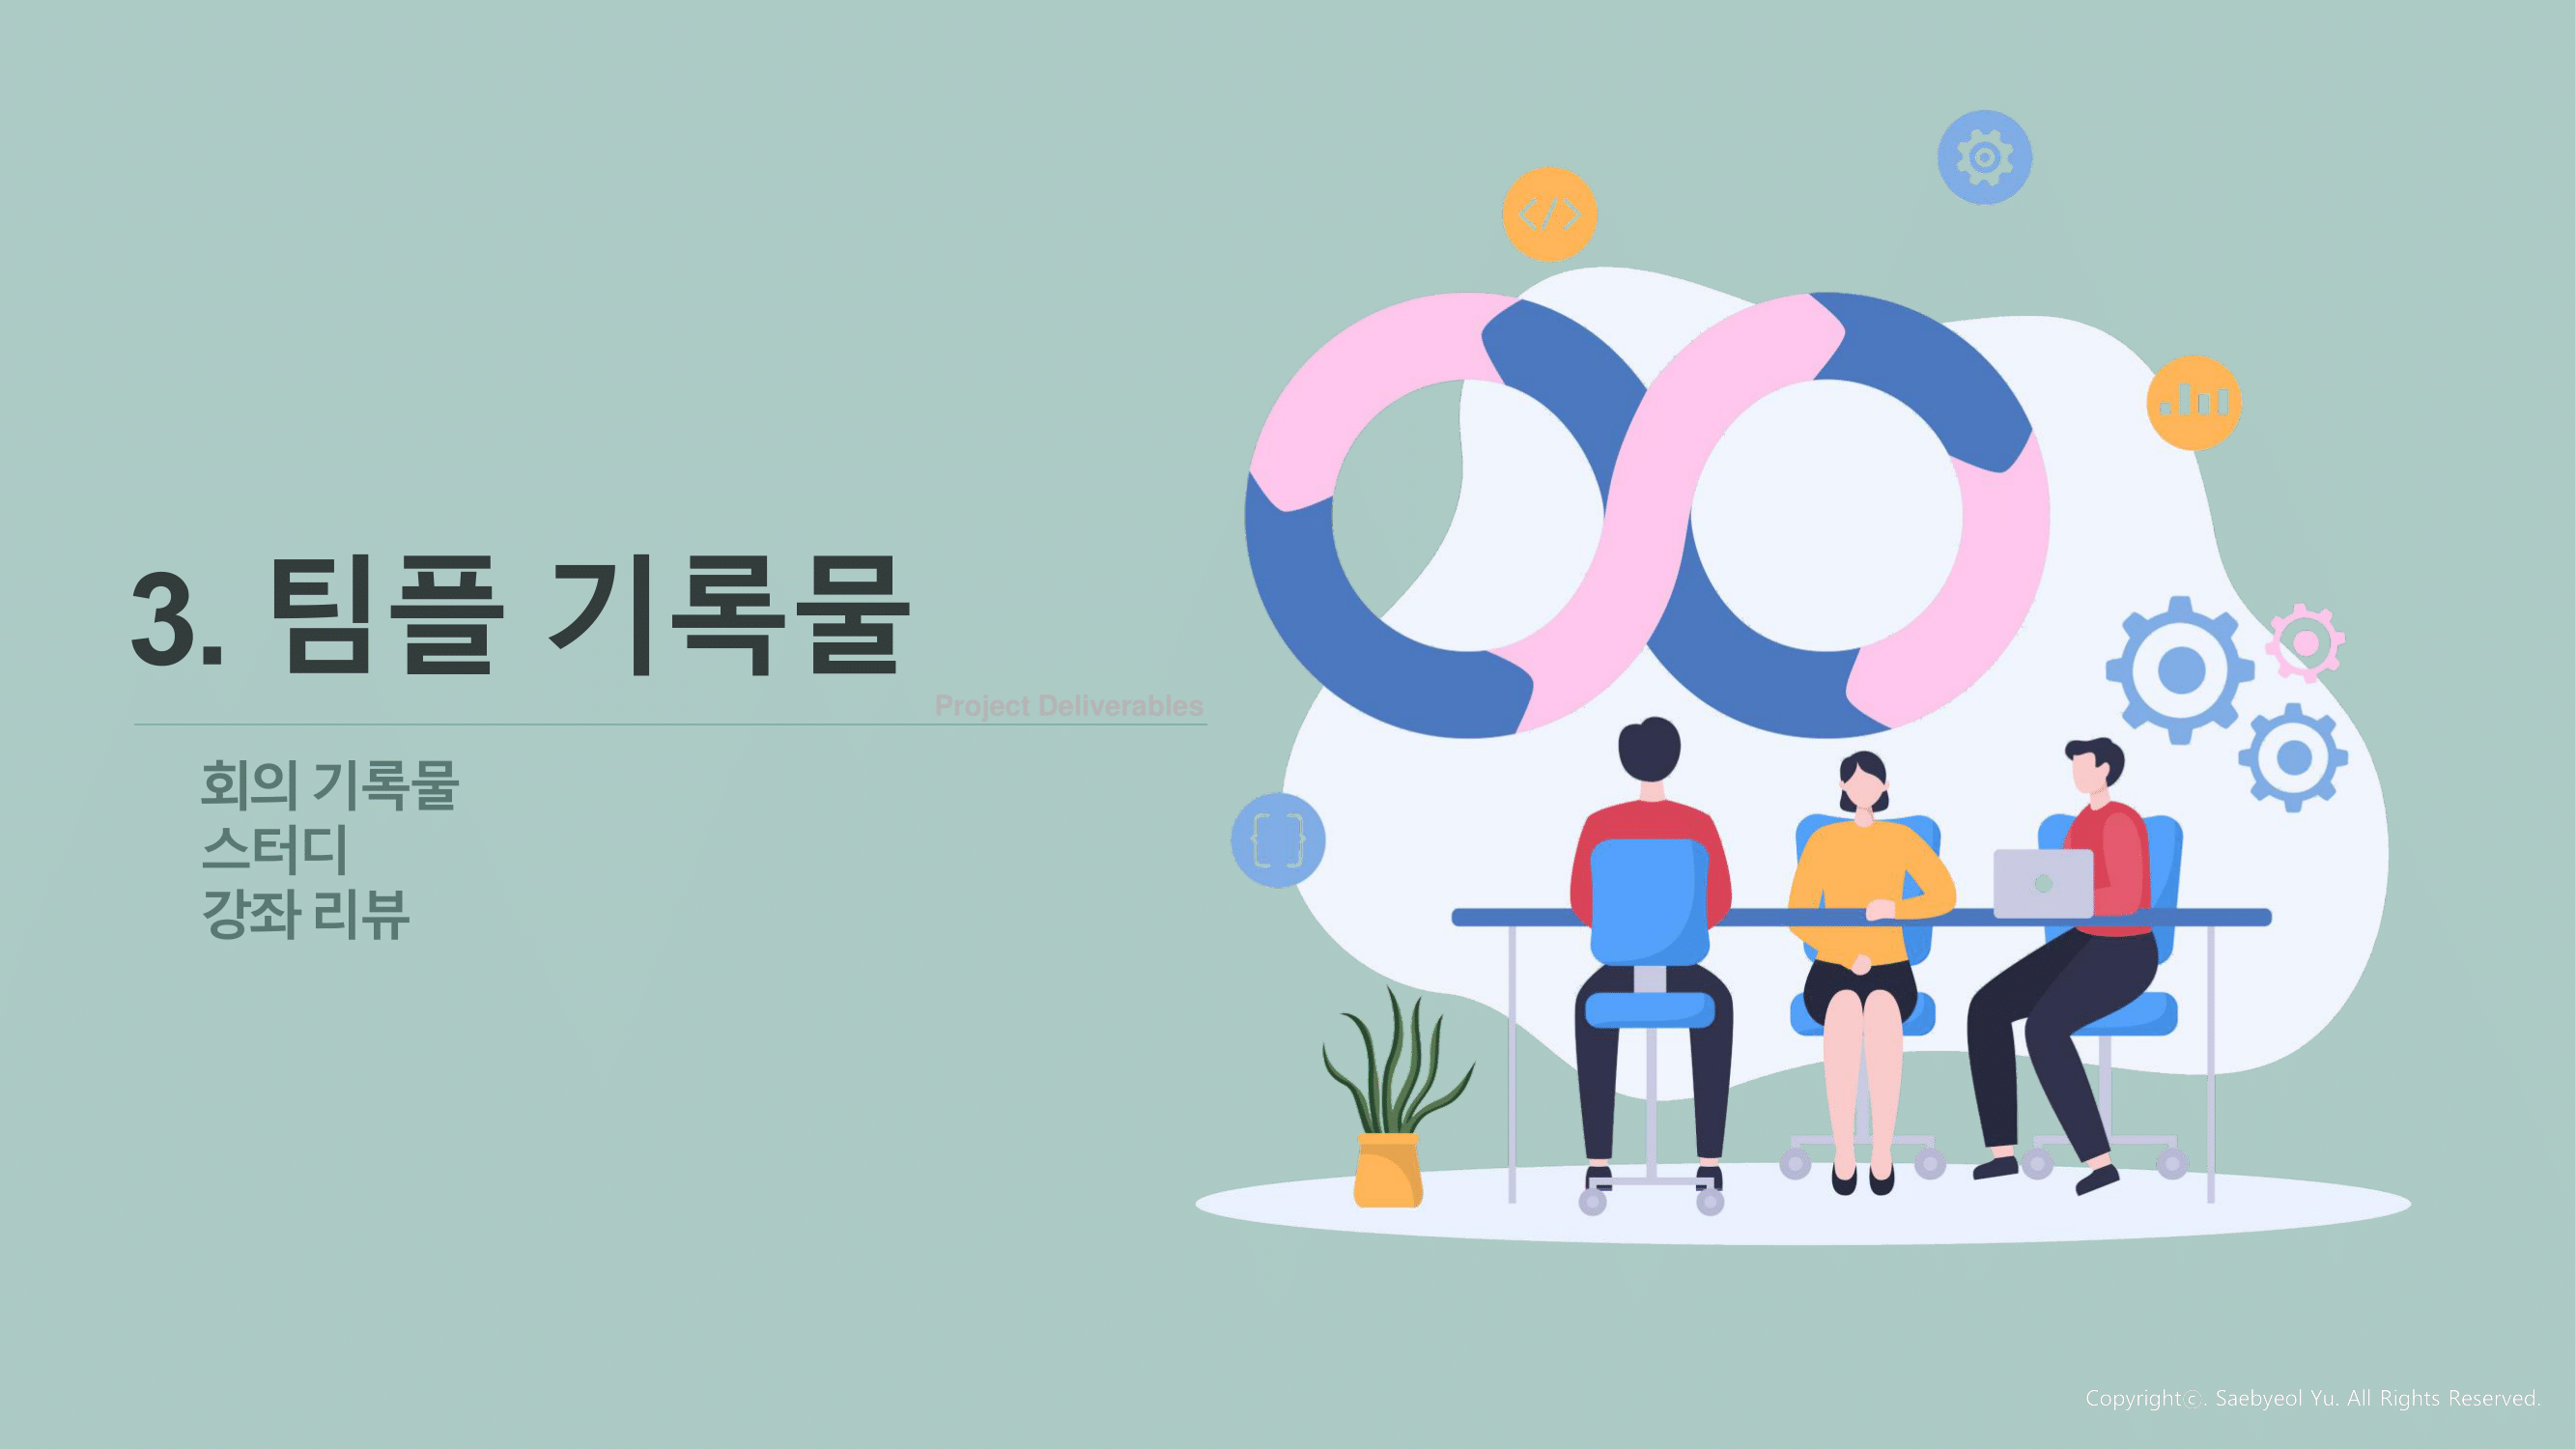 3. 팀플 기록물
Project Deliverables
회의 기록물
스터디
강좌 리뷰
</>
{ }
Copyrightⓒ. Saebyeol Yu. All Rights Reserved.